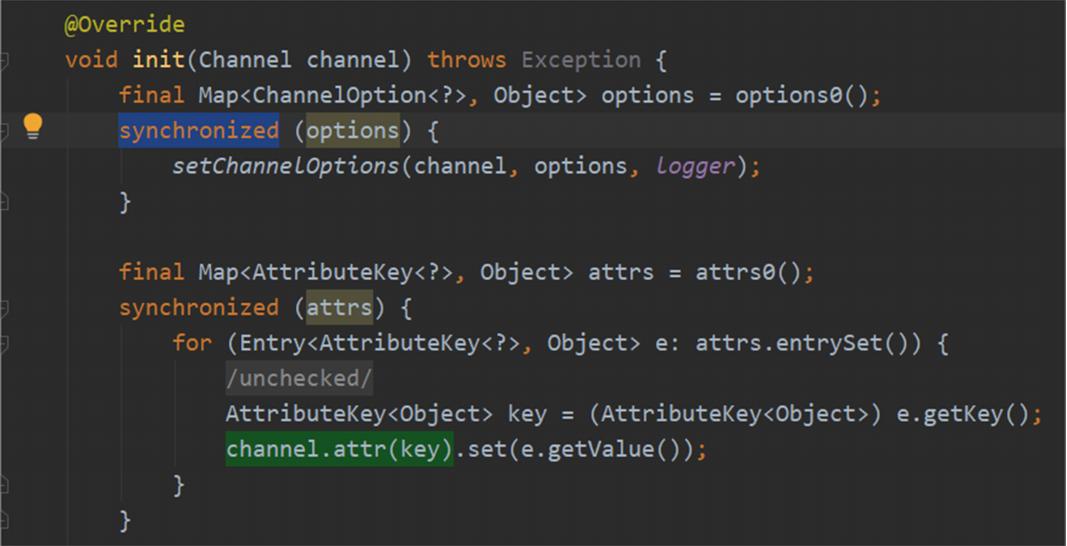 @Override
void init(Channel channel) throws Exception {
final Map<ChannelOption<?>, Object> options = options0();
synchronized (options) {
setChannelOptions(channel, options, logger);
}
final Map<AttributeKey<?>, Object> attrs = attrs0();
synchronized (attrs) {
for (Entry<AttributeKey<?>, Object> e: attrs.entrySet()) {
/unchecked/
AttributeKey<Object> key = (AttributeKey<Object>) e.getKey();
channel.attr(key).set(e.getValue());
}
}